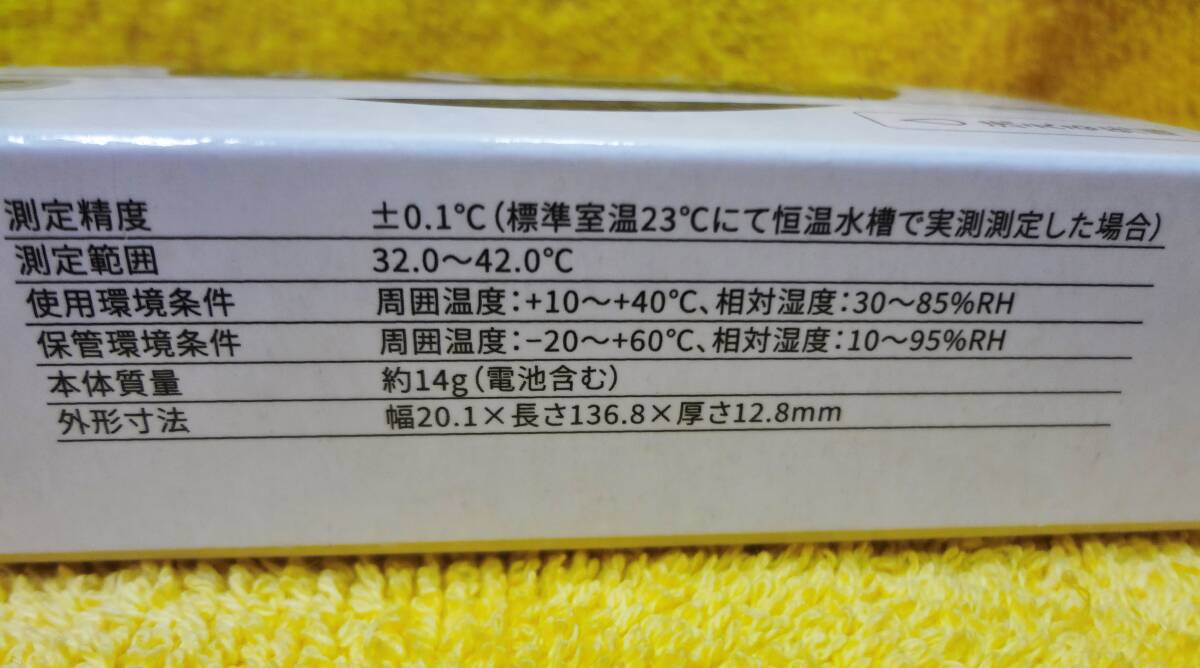 測定精度 ±0.1℃（標準室温23℃にて恒温水槽で実測測定した場合）
測定範囲 32.0～42.0℃
使用環境条件 周囲温度：+10～+40℃、相対湿度：30～85%RH
保管環境条件 周囲温度：−20～+60℃、相対湿度：10～95%RH
本体質量 約14g（電池含む）
外形寸法 幅20.1×長さ136.8×厚さ12.8mm